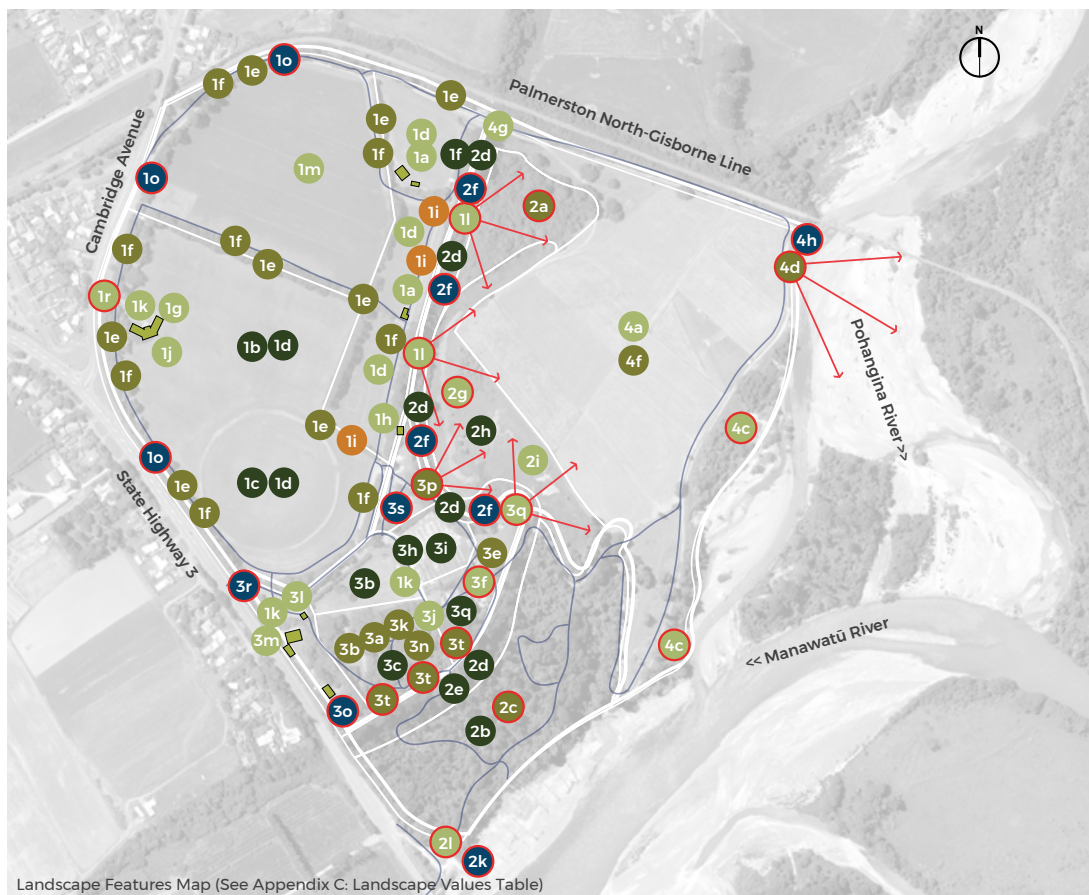 N
1o
1e
1f
1e
Palmerston North-Gisborne Line
1e
1d
4g
1f
1a
1f
2d
1m
1o
Cambridge Avenue
2f
2a
1i
1l
1d
1f
1f
4h
1e
1i
2d
4d
1a
2f
1r
1k
1g
1e
4a
1e
1f
1b
1d
1j
1l
4f
Pohangina River >>
1f
1d
2g
2d
1h
4c
1e
1i
2f
2h
1o
2i
State Highway 3
1e
1c
1d
3p
1f
3s
2d
2f
3q
1f
3h
3i
3e
3r
3b
1k
3f
3l
1k
3j
3q
3m
3k
3a
3b
3n
3t
<< Manawatū River
4c
3c
3t
2d
2e
3t
3o
2c
2b
2l
2k
Landscape Features Map (See Appendix C: Landscape Values Table)